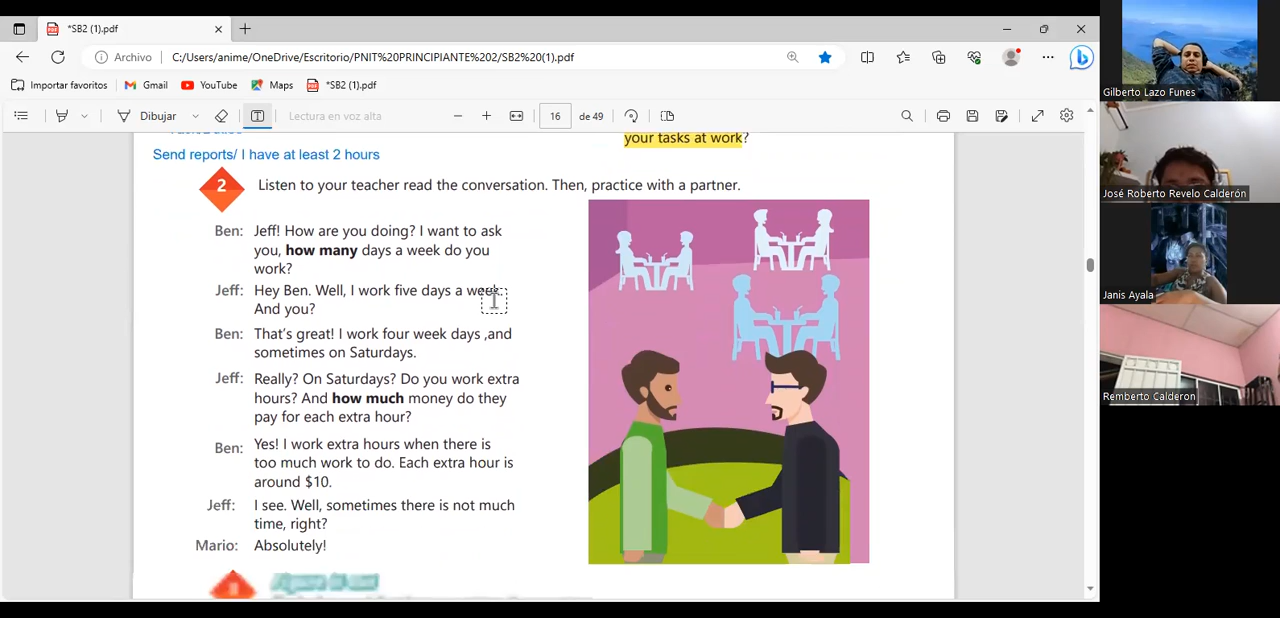 *SB2 (1).pdf
Archivo
C:/Users/anime/OneDrive/Escritorio/PNIT%20PRINCIPIANTE%202/SB2%20(1).pdf
Importar favoritos
Gmail
YouTube
Maps
*SB2 (1).pdf
Dibujar
Lectura en voz alta
16
de 49
your tasks at work?
Send reports/ I have at least 2 hours
2
Listen to your teacher read the conversation. Then, practice with a partner.
Ben: Jeff! How are you doing? I want to ask
you, how many days a week do you
work?
Jeff: Hey Ben. Well, I work five days a week.
And you?
Ben: That's great! I work four week days ,and
sometimes on Saturdays.
Jeff: Really? On Saturdays? Do you work extra
hours? And how much money do they
pay for each extra hour?
Ben: Yes! I work extra hours when there is
too much work to do. Each extra hour is
around $10.
Jeff: I see. Well, sometimes there is not much
time, right?
Mario: Absolutely!
Gilberto Lazo Funes
José Roberto Revelo Calderón
Janis Ayala
Remberto Calderon